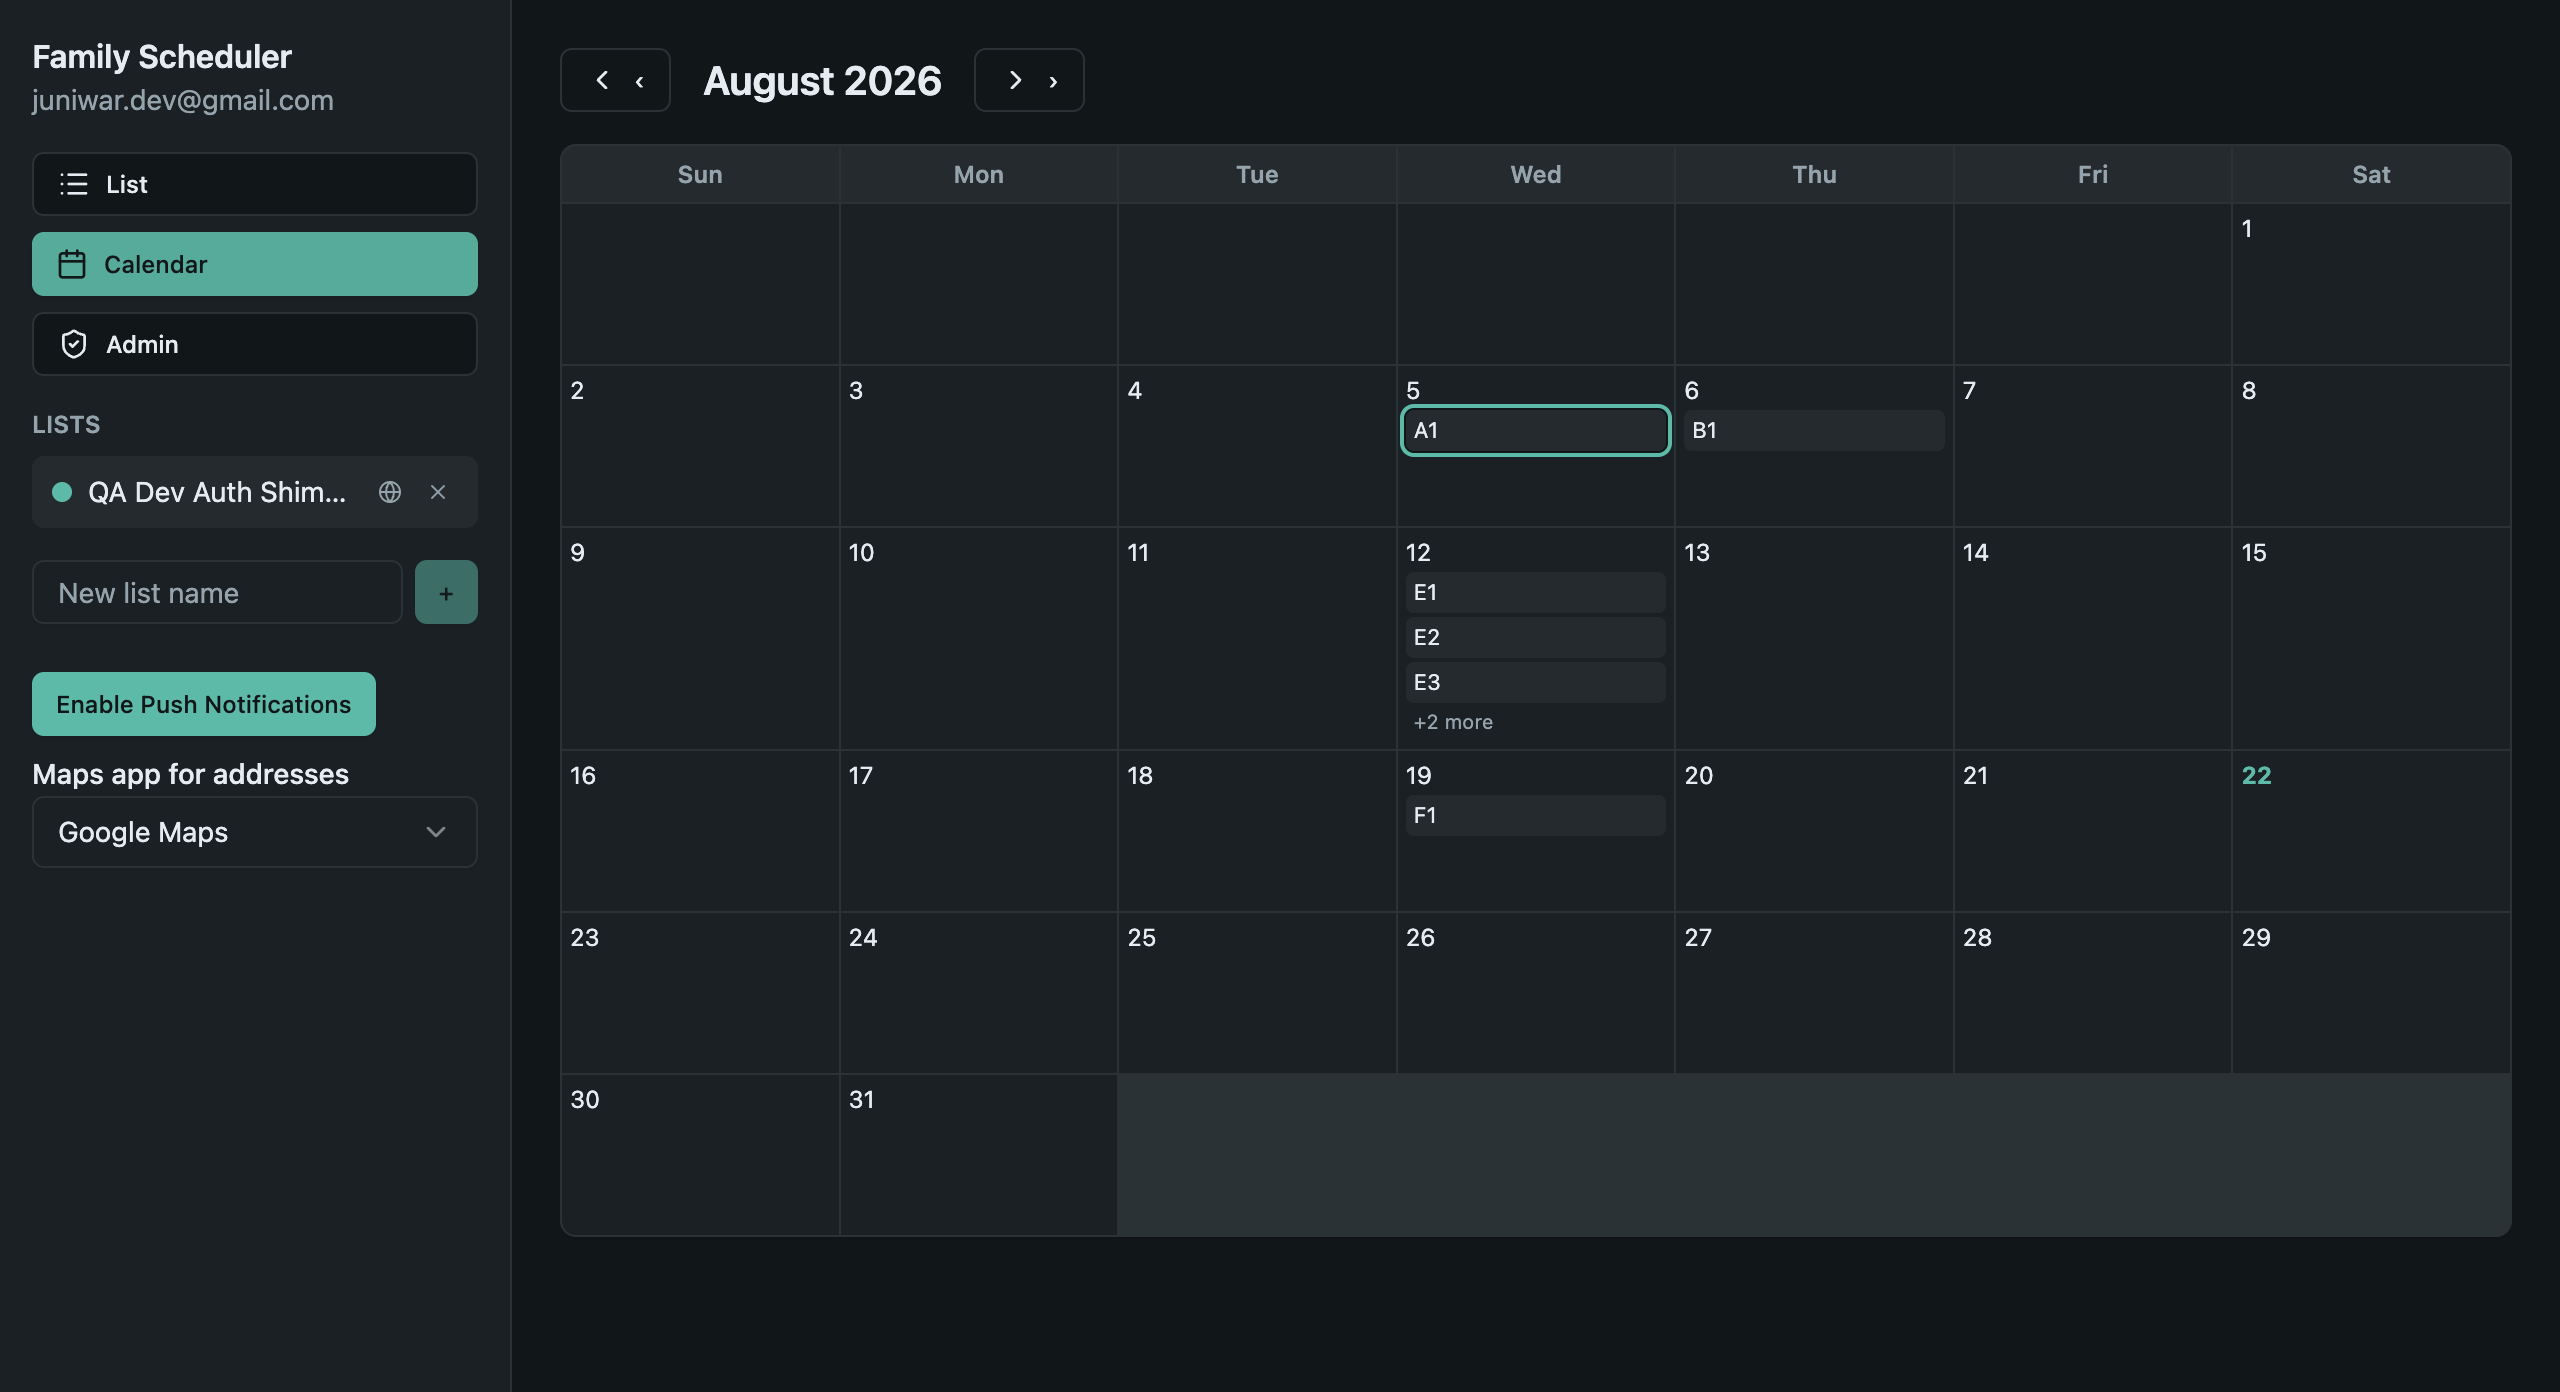 Family Scheduler
juniwar.dev@gmail.com
List
Calendar
Admin
LISTS
QA Dev Auth Shim...
New list name
+
Enable Push Notifications
Maps app for addresses
Google Maps
‹ August 2026 ›
Sun Mon Tue Wed Thu Fri Sat
1
2 3 4 5 6 7 8
A1 B1
9 10 11 12 13 14 15
E1
E2
E3
+2 more
16 17 18 19 20 21 22
F1
23 24 25 26 27 28 29
30 31